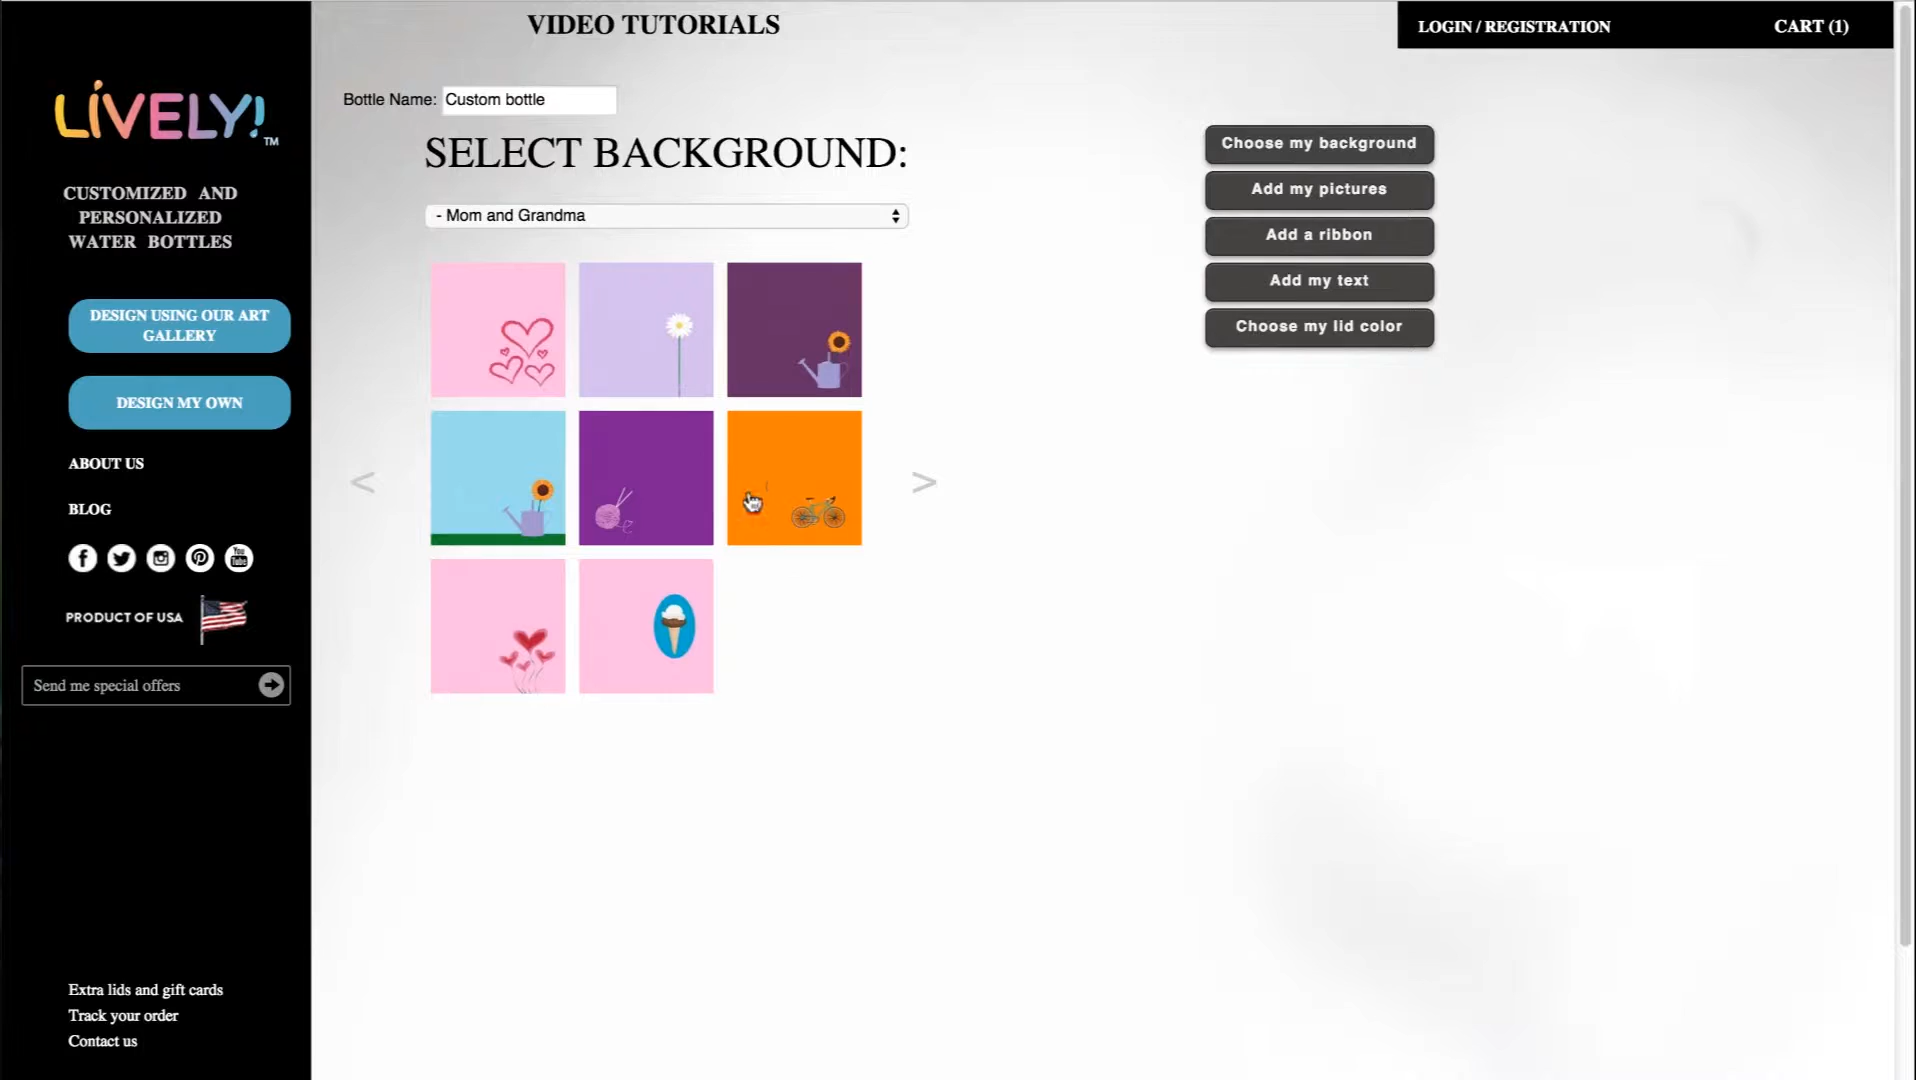 VIDEO TUTORIALS
LOGIN / REGISTRATION
CART (1)
LIVELY!™
CUSTOMIZED AND
PERSONALIZED
WATER BOTTLES
DESIGN USING OUR ART
GALLERY
DESIGN MY OWN
ABOUT US
BLOG
You
Tube
PRODUCT OF USA
Send me special offers
Extra lids and gift cards
Track your order
Contact us
Bottle Name: Custom bottle
SELECT BACKGROUND:
- Mom and Grandma
<
>
Choose my background
Add my pictures
Add a ribbon
Add my text
Choose my lid color